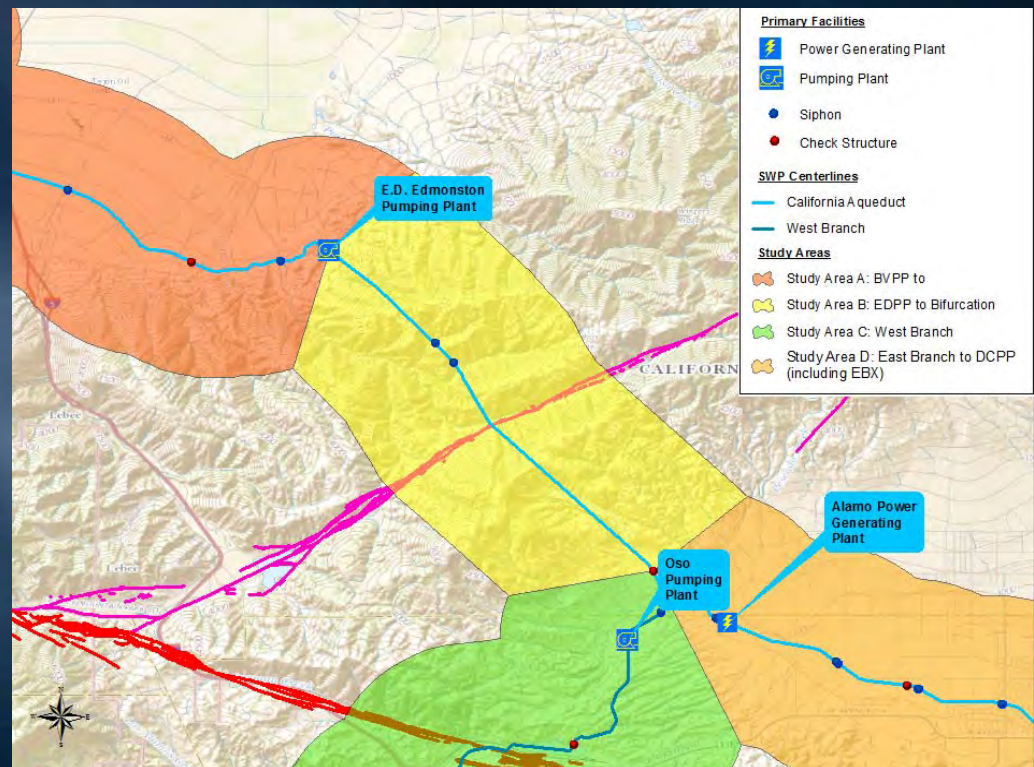 Primary Facilities
Power Generating Plant
Pumping Plant
Siphon
Check Structure
SWP Centerlines
California Aqueduct
West Branch
Study Areas
Study Area A: BVPP to
Study Area B: EDPP to Bifurcation
Study Area C: West Branch
Study Area D: East Branch to DCPP
(including EBX)
E.D. Edmonston
Pumping Plant
CALIFORN
Lebec
Alamo Power
Generating
Plant
Oso
Pumping
Plant
Lebec
N
E
S